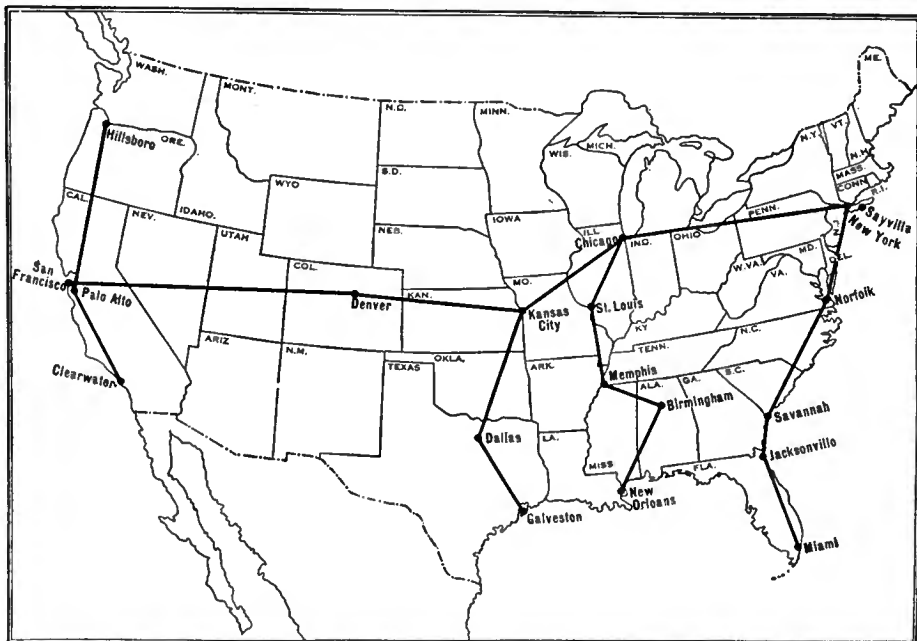 WASH.
MONT.
N.D.
MINN.
ME.
Hillsboro
ORE.
WIS.
MICH.
N.Y.
VT.
N.H.
MASS.
CONN
R.I.
S.D.
WYO
IDAHO.
CAL.
NEV.
UTAH
NEB.
IOWA
ILL
IND.
OHIO
PENN.
N.J.
Sayvilla
New York
Chicago
San
Francisco
Palo Alto
COL.
Denver
KAN.
MO.
Kansas
City
St. Louis
W.VA.
VA.
MD.
DEL.
Norfolk
KY
TENN.
N.C.
ARIZ
N.M.
TEXAS
OKLA.
ARK.
Memphis
ALA.
GA.
S.C.
Birmingham
Clearwater
Savannah
Dallas
LA.
MISS
FLA.
Jacksonvillo
New
Orloans
Galveston
Miami